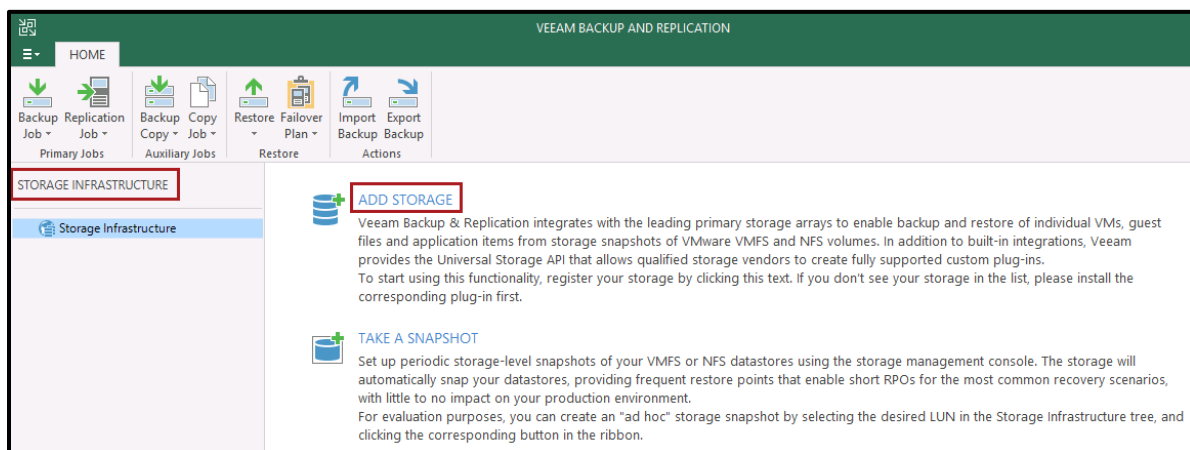 VEEAM BACKUP AND REPLICATION
HOME
Backup Job
Replication Job
Backup Copy
Copy Job
Restore
Failover Plan
Import Backup
Export Backup
Primary Jobs
Auxiliary Jobs
Restore
Actions
STORAGE INFRASTRUCTURE
Storage Infrastructure
ADD STORAGE
Veeam Backup & Replication integrates with the leading primary storage arrays to enable backup and restore of individual VMs, guest
files and application items from storage snapshots of VMware VMFS and NFS volumes. In addition to built-in integrations, Veeam
provides the Universal Storage API that allows qualified storage vendors to create fully supported custom plug-ins.
To start using this functionality, register your storage by clicking this text. If you don't see your storage in the list, please install the
corresponding plug-in first.
TAKE A SNAPSHOT
Set up periodic storage-level snapshots of your VMFS or NFS datastores using the storage management console. The storage will
automatically snap your datastores, providing frequent restore points that enable short RPOs for the most common recovery scenarios,
with little to no impact on your production environment.
For evaluation purposes, you can create an "ad hoc" storage snapshot by selecting the desired LUN in the Storage Infrastructure tree, and
clicking the corresponding button in the ribbon.